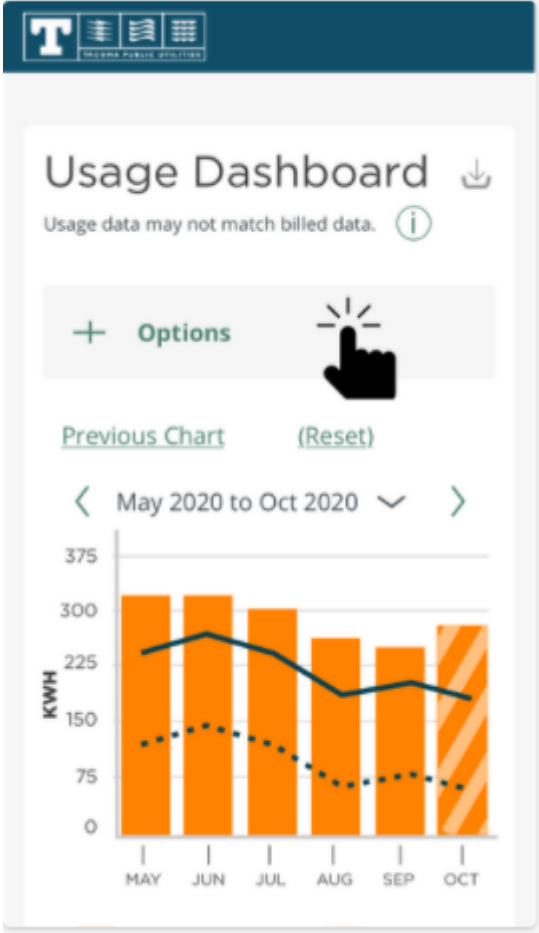 T
TACOMA PUBLIC UTILITIES
Usage Dashboard
Usage data may not match billed data. i
+ Options
Previous Chart (Reset)
May 2020 to Oct 2020
375
300
225
150
75
0
KWH
MAY JUN JUL AUG SEP OCT